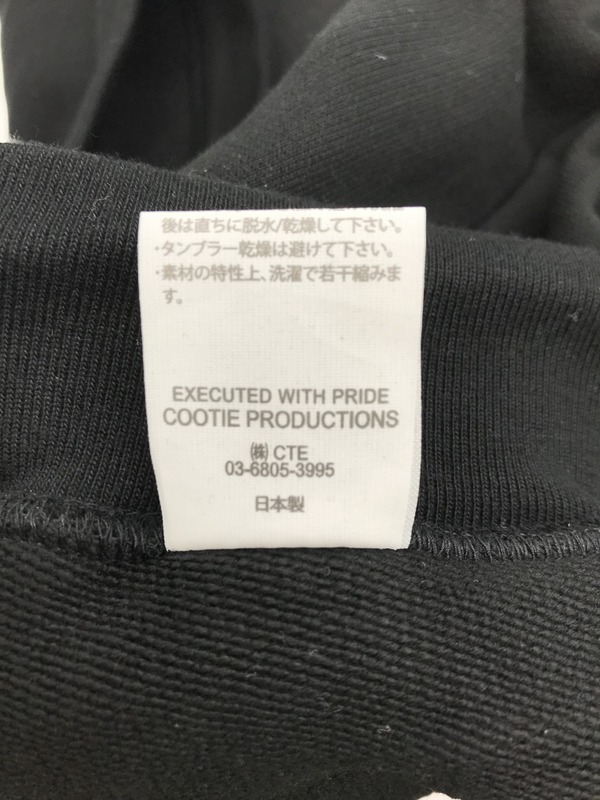 後は直ちに脱水/乾燥して下さい。
・タンブラー乾燥は避けて下さい。
・素材の特性上、洗濯で若干縮みま
す。
EXECUTED WITH PRIDE
COOTIE PRODUCTIONS
㈱ CTE
03-6805-3995
日本製